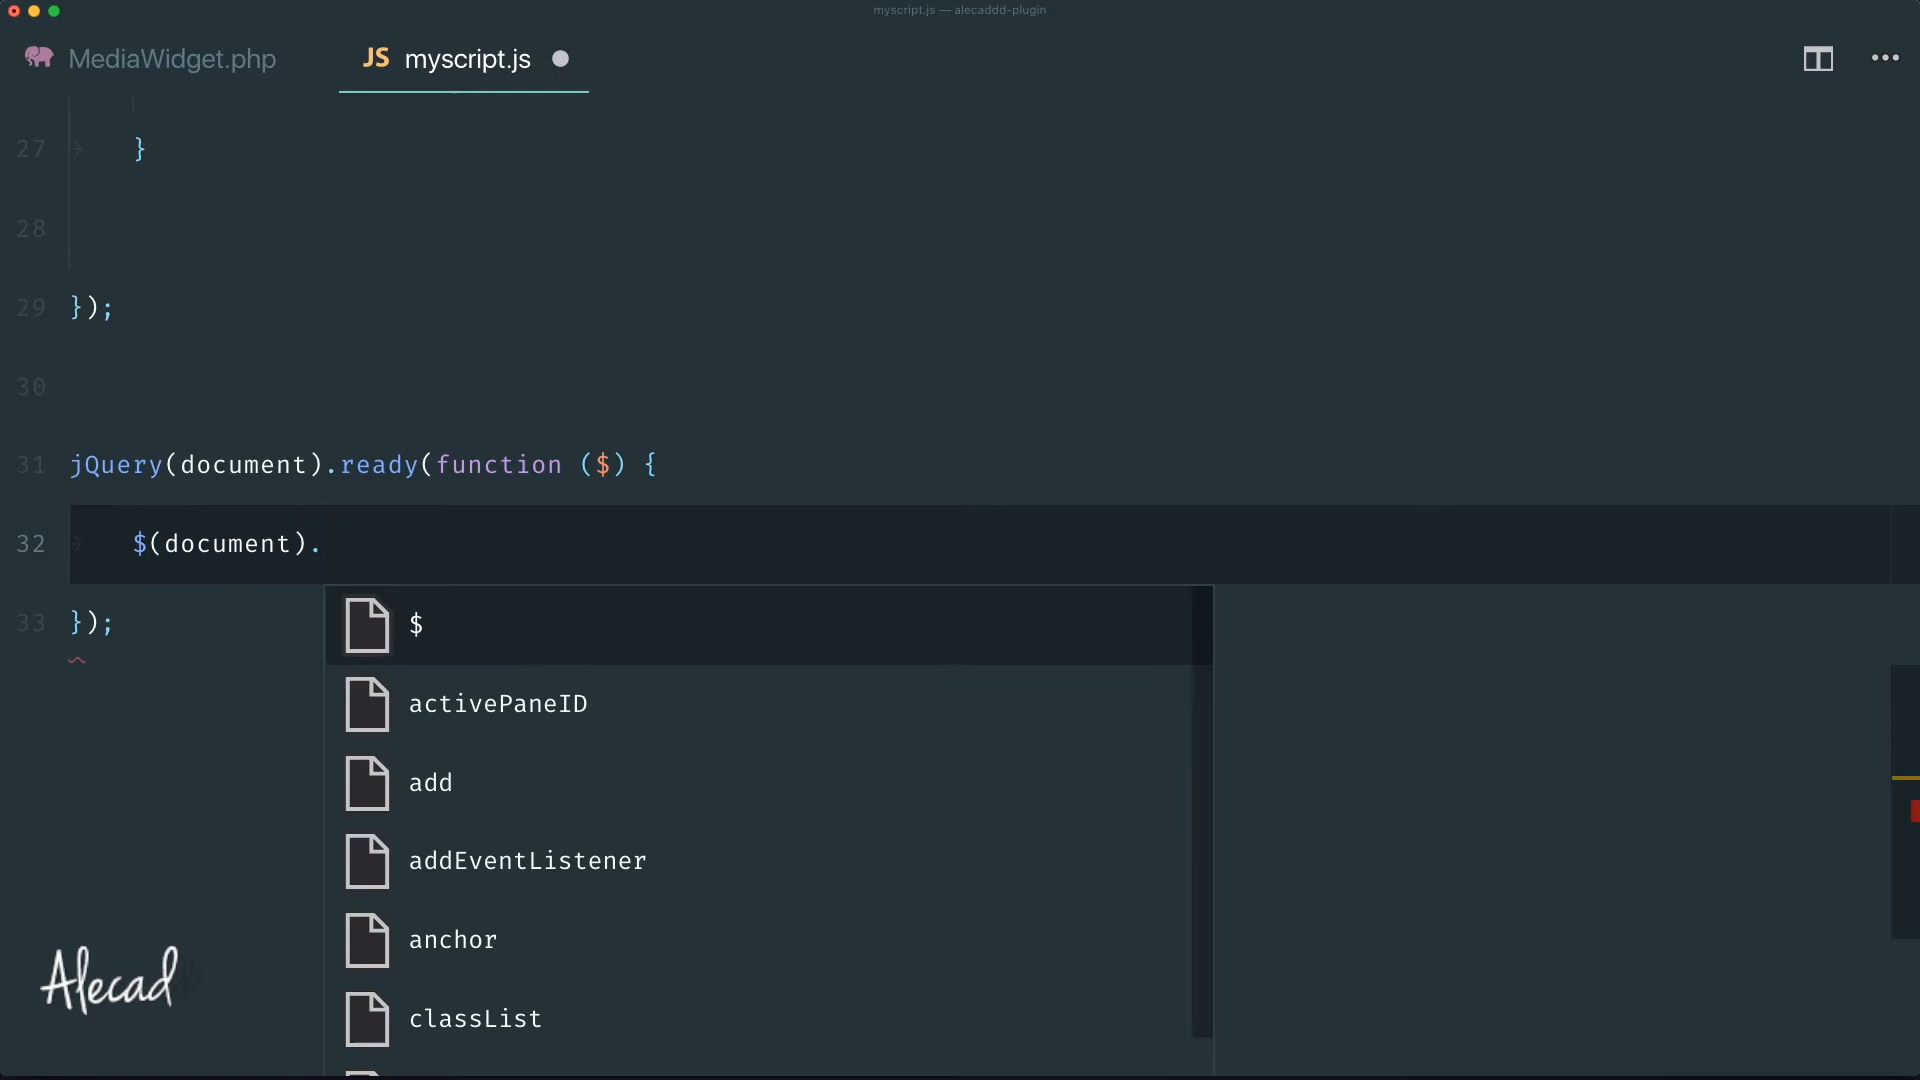 myscript.js — alecaddd-plugin
MediaWidget.php
JS myscript.js
27 }
28
29 });
30
31 jQuery(document).ready(function ($) {
32 $(document).
33 });
$
activePaneID
add
addEventListener
anchor
classList
Alecad